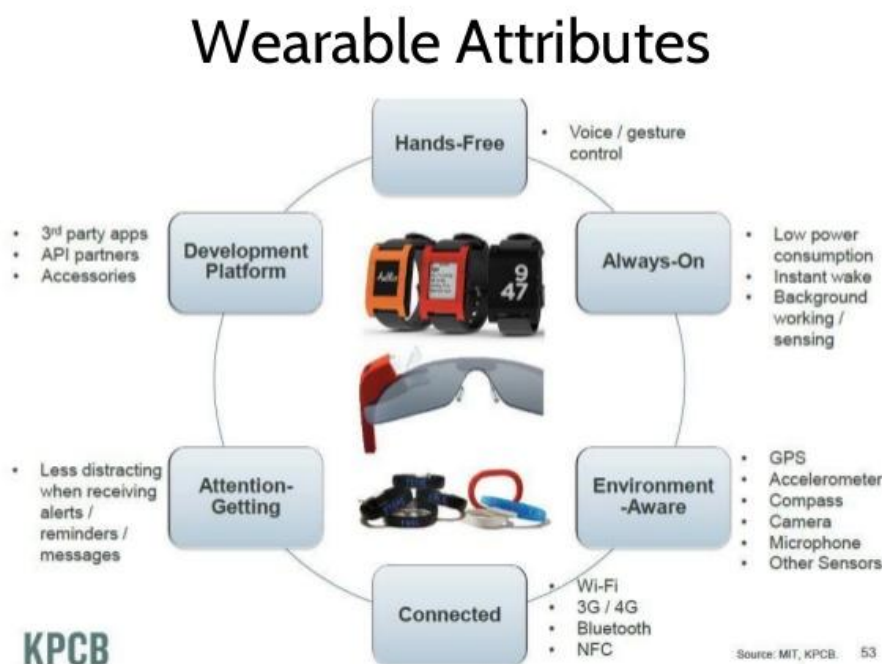 Wearable Attributes
Hands-Free
• Voice / gesture
control
Always-On
• Low power
consumption
• Instant wake
• Background
working /
sensing
Environment
-Aware
• GPS
• Accelerometer
• Compass
• Camera
• Microphone
• Other Sensors
Connected
• Wi-Fi
• 3G / 4G
• Bluetooth
• NFC
Attention-
Getting
• Less distracting
when receiving
alerts /
reminders /
messages
Development
Platform
• 3rd party apps
• API partners
• Accessories
9
47
KPCB
Source: MIT, KPCB. 53